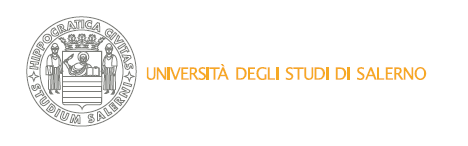 HIPPOCRATICA CIVITAS
STUDIUM SALERNI
UNIVERSITÀ DEGLI STUDI DI SALERNO